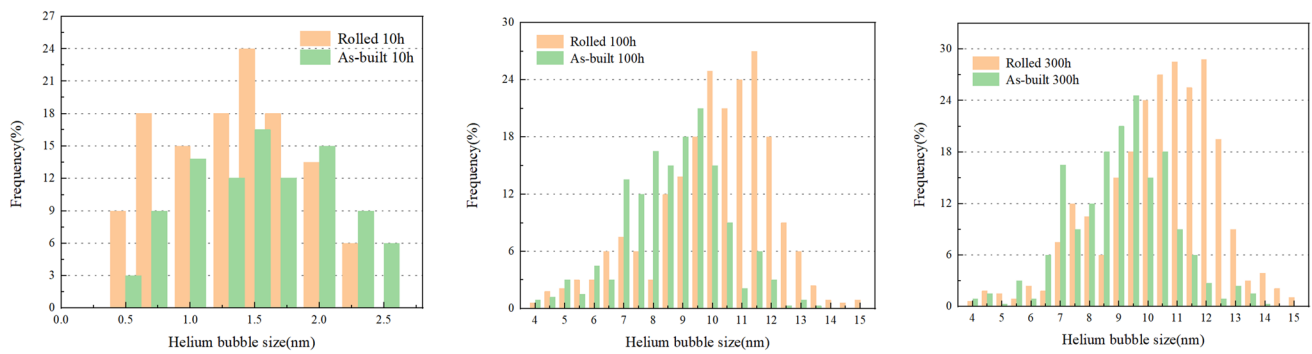 27
24
21
18
15
12
9
6
3
Frequency(%)
Rolled 10h
As-built 10h
0.0 0.5 1.0 1.5 2.0 2.5
Helium bubble size(nm)
30
24
18
12
6
0
Frequency(%)
Rolled 100h
As-built 100h
4 5 6 7 8 9 10 11 12 13 14 15
Helium bubble size(nm)
30
24
18
12
6
0
Frequency(%)
Rolled 300h
As-built 300h
4 5 6 7 8 9 10 11 12 13 14 15
Helium bubble size(nm)